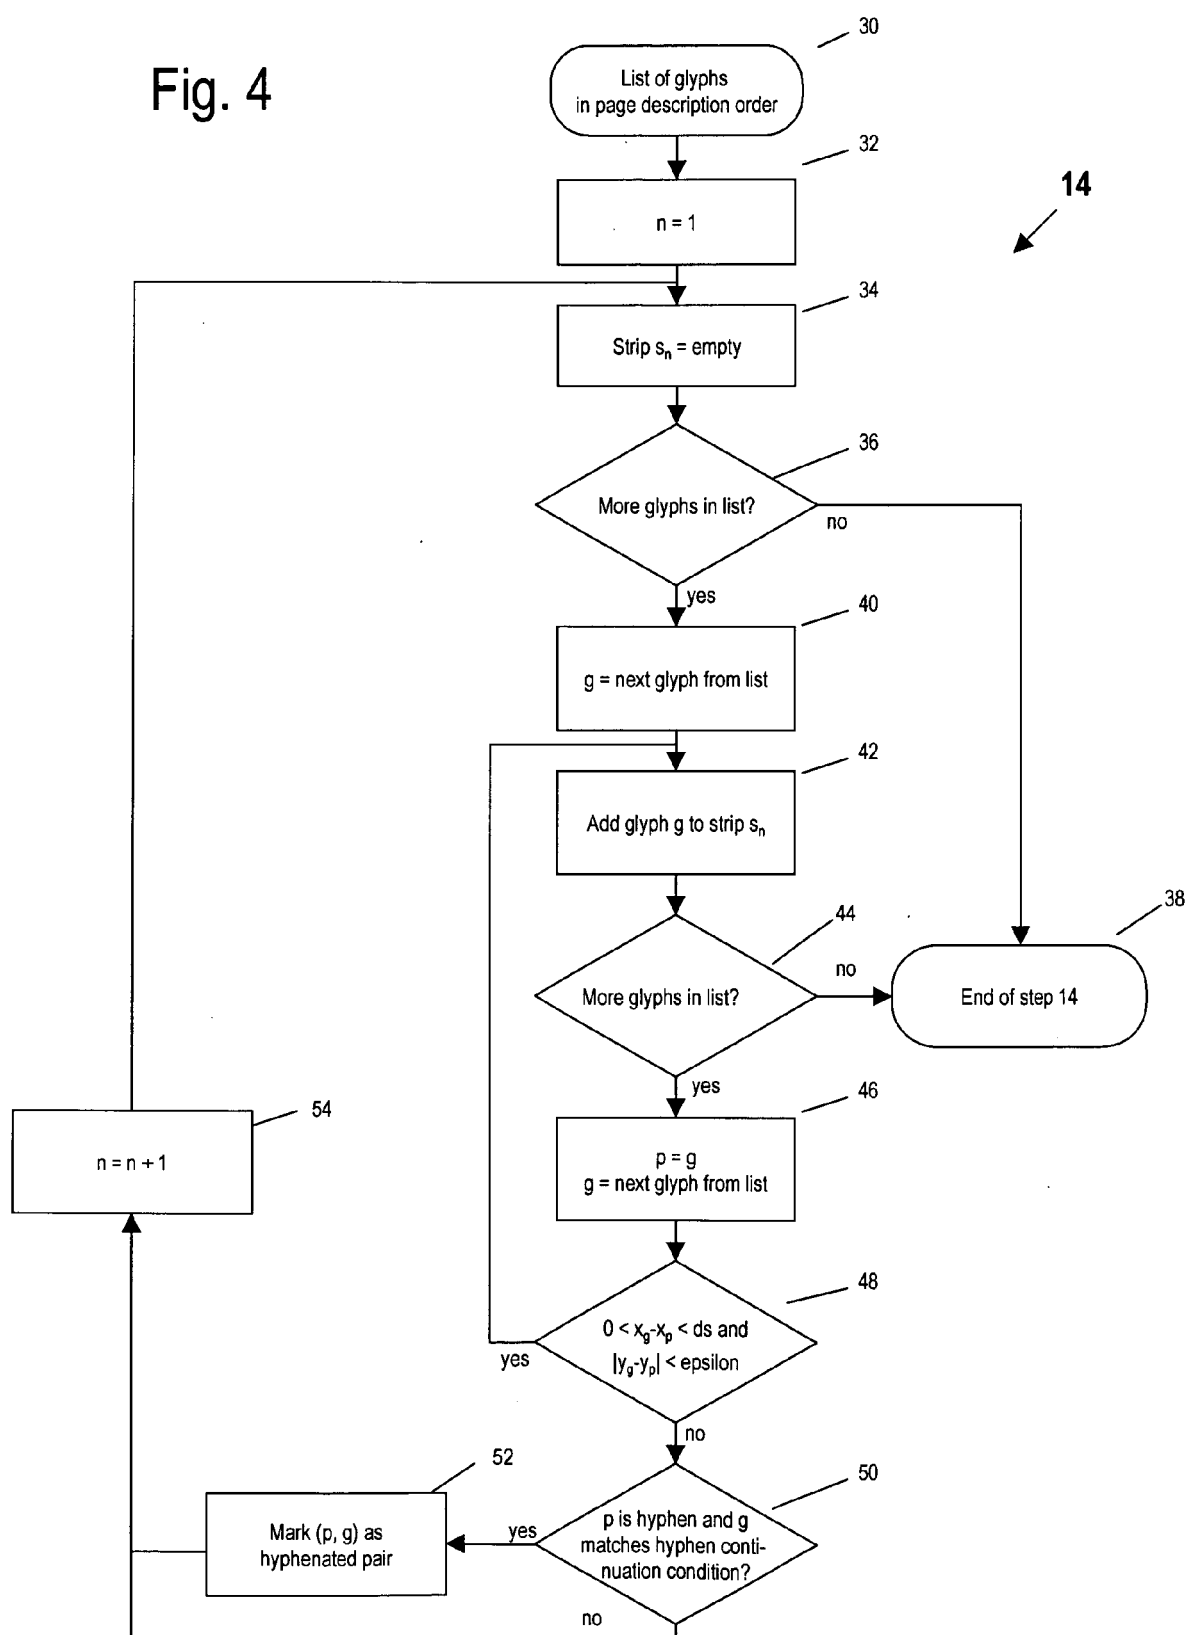 Fig. 4
30
List of glyphs
in page description order
32
n = 1
14
34
Strip sₙ = empty
36
More glyphs in list?
no
yes
40
g = next glyph from list
42
Add glyph g to strip sₙ
44
38
More glyphs in list?
no
End of step 14
yes
46
p = g
g = next glyph from list
54
n = n + 1
48
0 < x_g-x_p < ds and
|y_g-y_p| < epsilon
yes
no
52
50
Mark (p, g) as
hyphenated pair
yes
p is hyphen and g
matches hyphen conti-
nuation condition?
no